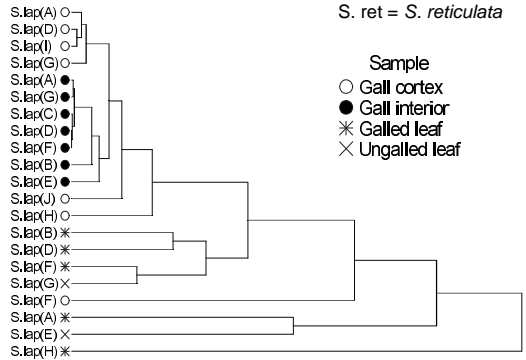 S.lap(A)
S.lap(D)
S.lap(I)
S.lap(G)
S.lap(A)
S.lap(G)
S.lap(C)
S.lap(D)
S.lap(F)
S.lap(B)
S.lap(E)
S.lap(J)
S.lap(H)
S.lap(B)
S.lap(D)
S.lap(F)
S.lap(G)
S.lap(F)
S.lap(A)
S.lap(E)
S.lap(H)
S. ret = S. reticulata
Sample
Gall cortex
Gall interior
Galled leaf
Ungalled leaf